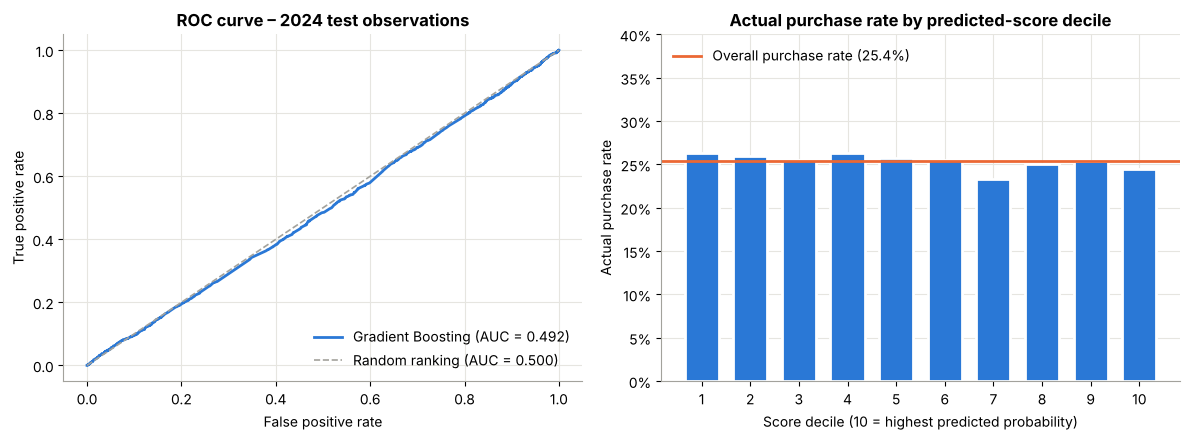 ROC curve – 2024 test observations
True positive rate
1.0
0.8
0.6
0.4
0.2
0.0
Gradient Boosting (AUC = 0.492)
Random ranking (AUC = 0.500)
0.0 0.2 0.4 0.6 0.8 1.0
False positive rate
Actual purchase rate by predicted-score decile
Actual purchase rate
40%
35%
30%
25%
20%
15%
10%
5%
0%
Overall purchase rate (25.4%)
1 2 3 4 5 6 7 8 9 10
Score decile (10 = highest predicted probability)